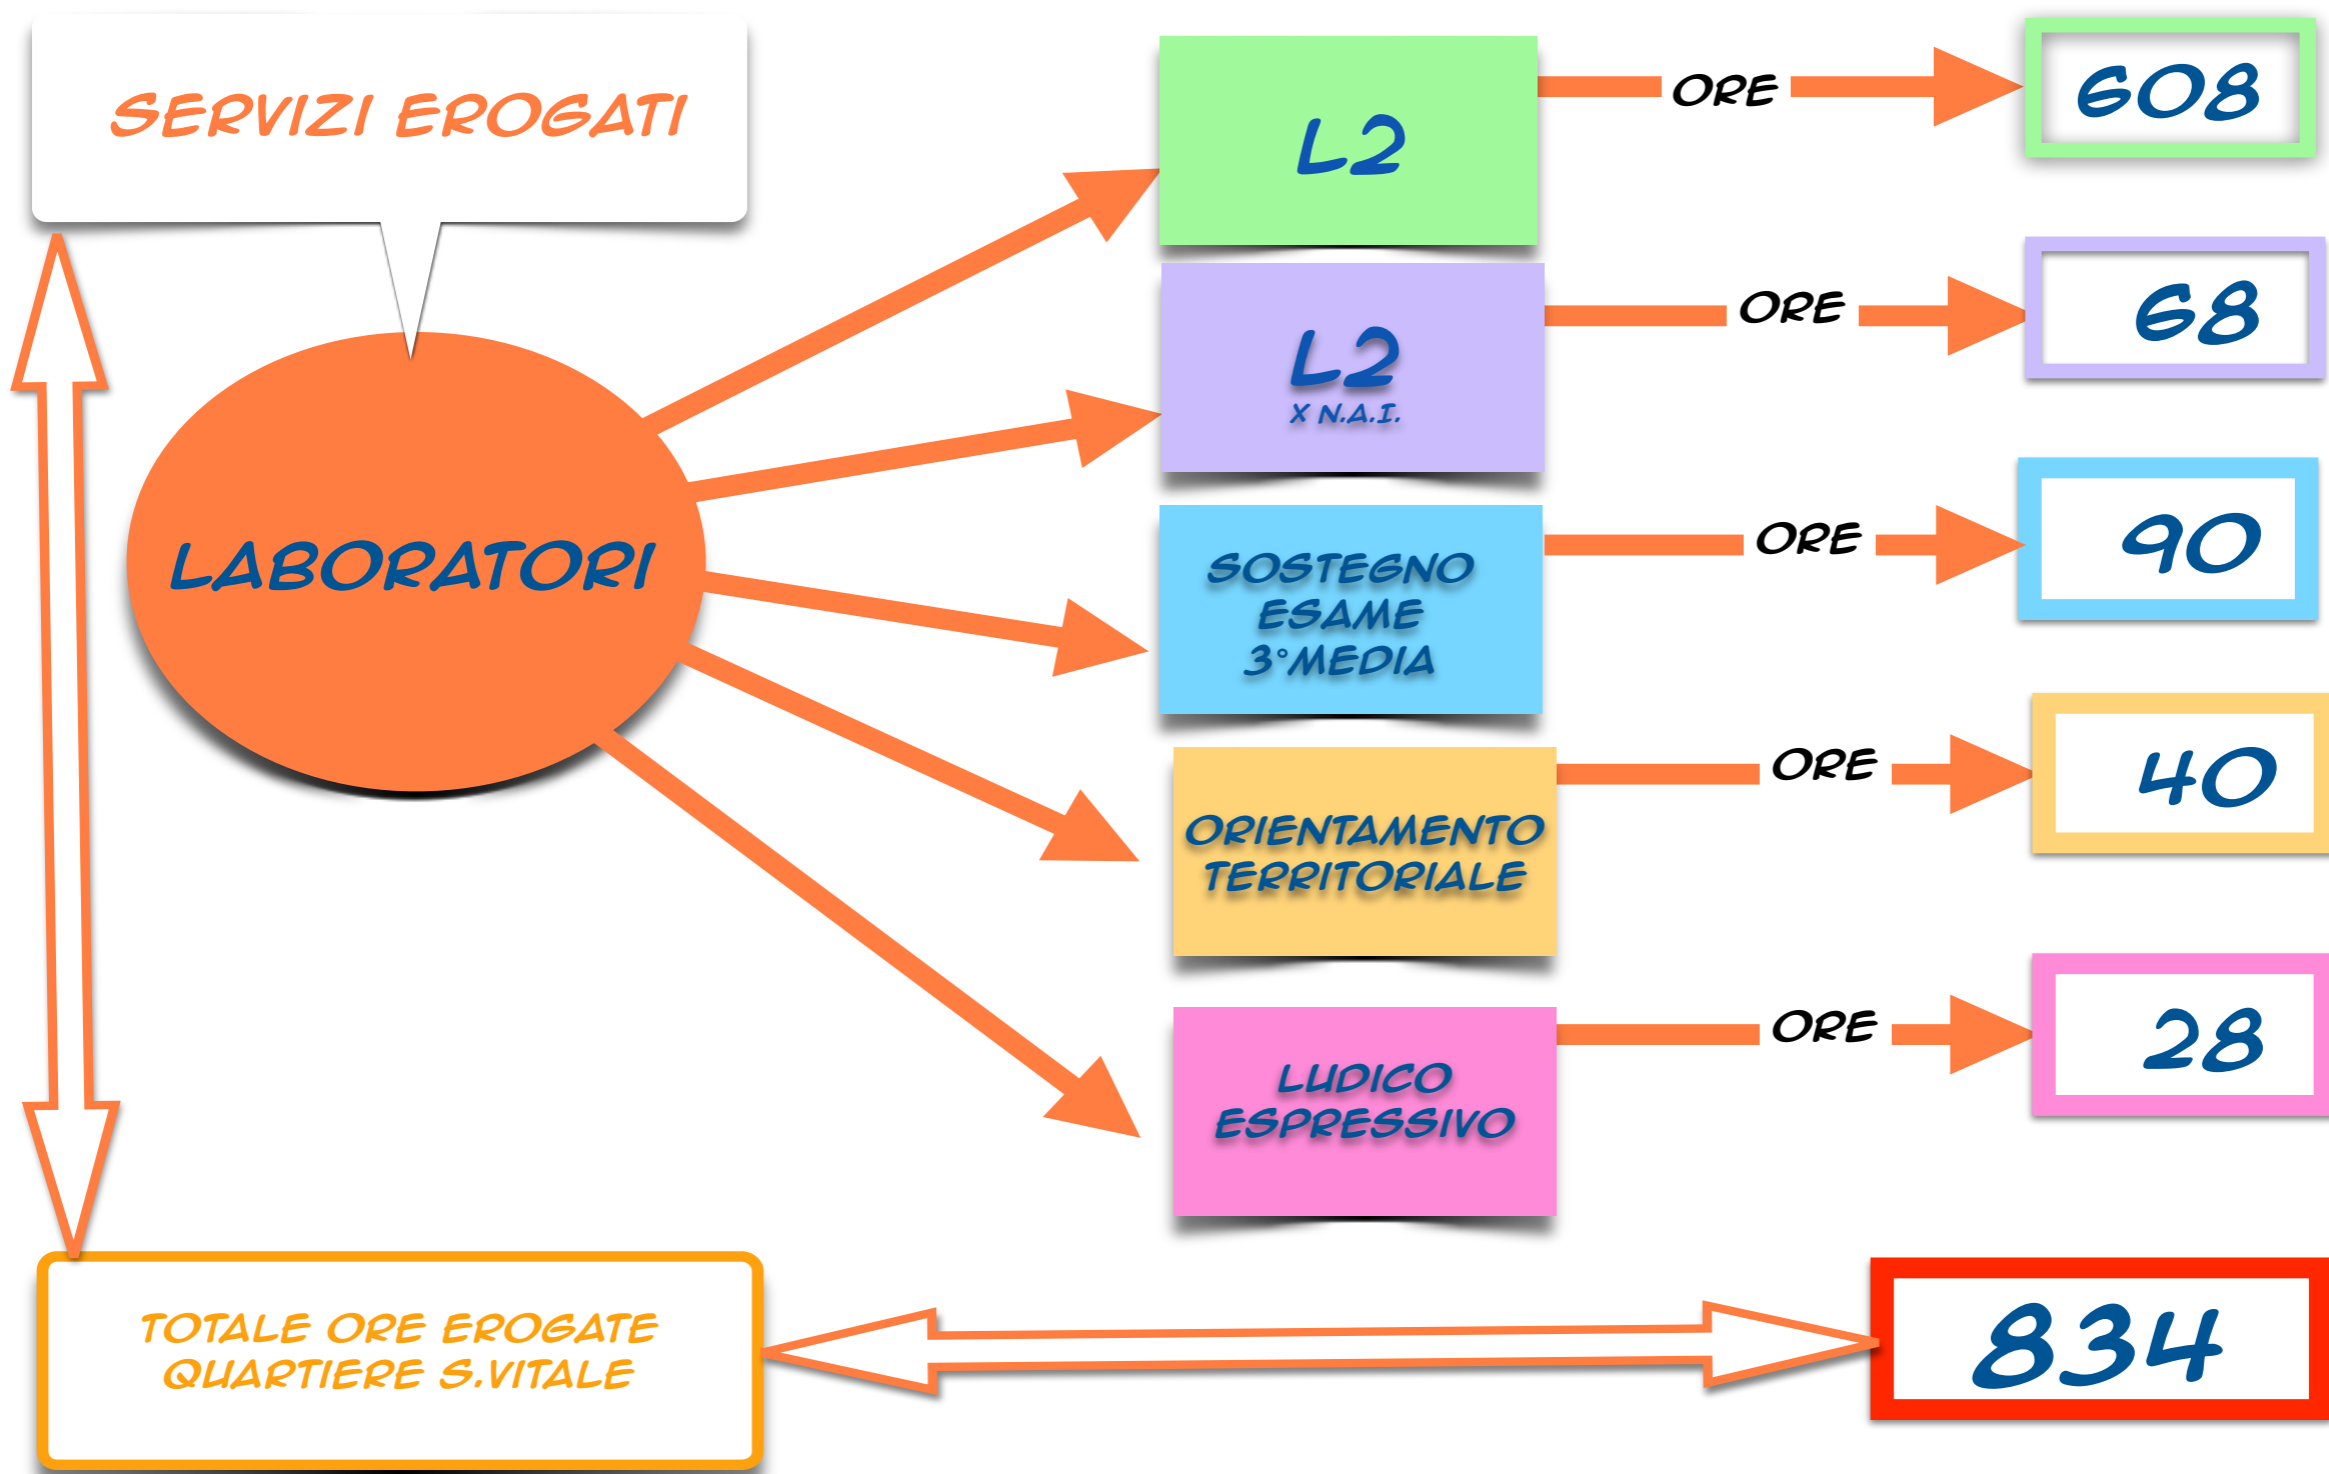 SERVIZI EROGATI
LABORATORI
L2
ORE
608
L2
X N.A.I.
ORE
68
SOSTEGNO
ESAME
3°MEDIA
ORE
90
ORIENTAMENTO
TERRITORIALE
ORE
40
LUDICO
ESPRESSIVO
ORE
28
TOTALE ORE EROGATE
QUARTIERE S.VITALE
834